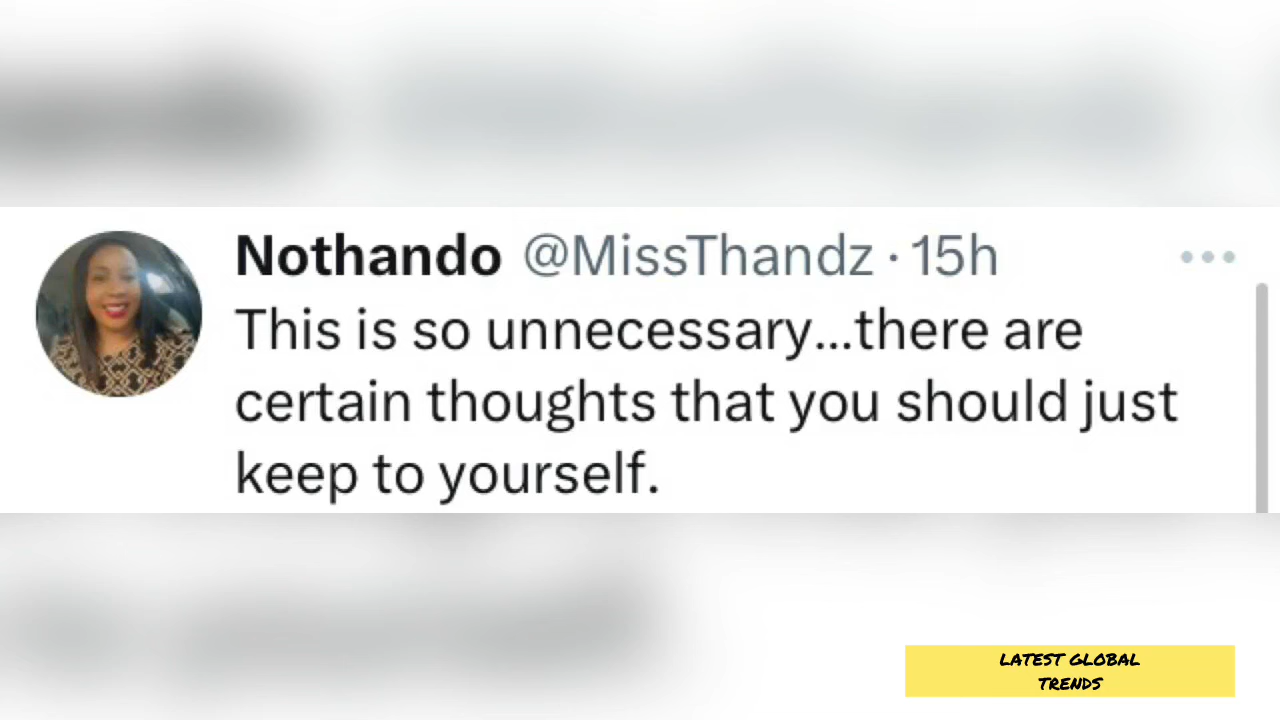 Nothando @MissThandz · 15h
This is so unnecessary...there are
certain thoughts that you should just
keep to yourself.
LATEST GLOBAL
TRENDS